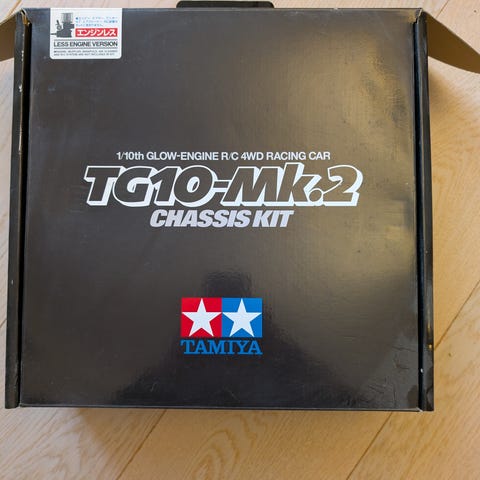 エンジンレス
LESS ENGINE VERSION
1/10th GLOW-ENGINE R/C 4WD RACING CAR
TG10-Mk.2
CHASSIS KIT
TAMIYA